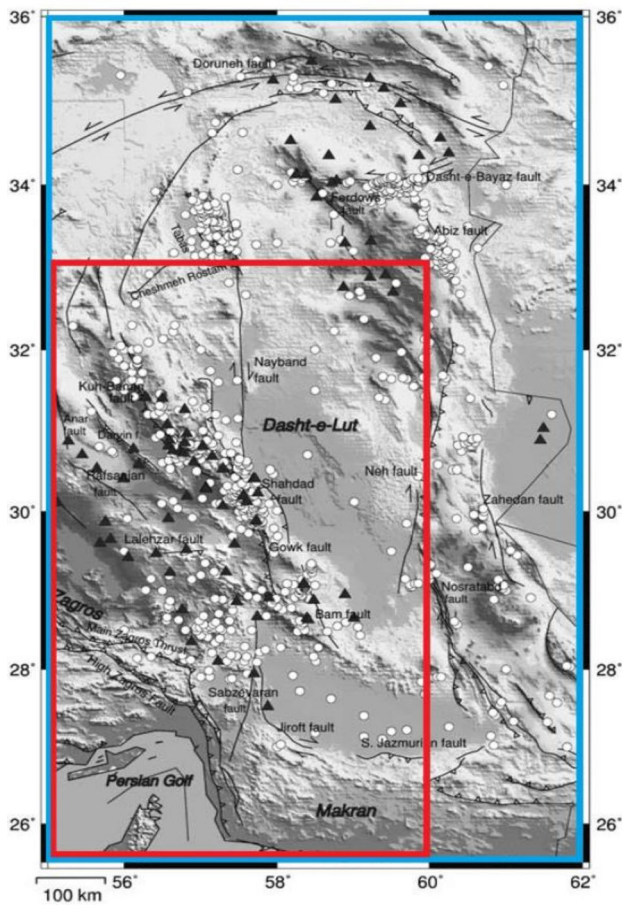 36° 36°
Doruneh fault
34° 34°
Dasht-e-Bayaz fault
Ferdows
fault
Abiz fault
Tabas
Cheshmeh Rostam
32° 32°
Nayband
fault
Kuh-Banan
fault
Anar
fault
Dasht-e-Lut
Neh fault
Rafsanjan
fault
Shahdad
fault
Zahedan fault
30° 30°
Lalehzar fault
Gowk fault
Nosratabd
fault
Zagros
Bam fault
Main Zagros Thrust
28° 28°
High Zagros Fault
Sabzevaran
fault
Jiroft fault
S. Jazmurian fault
Persian Golf
Makran
26° 26°
56° 58° 60° 62°
100 km